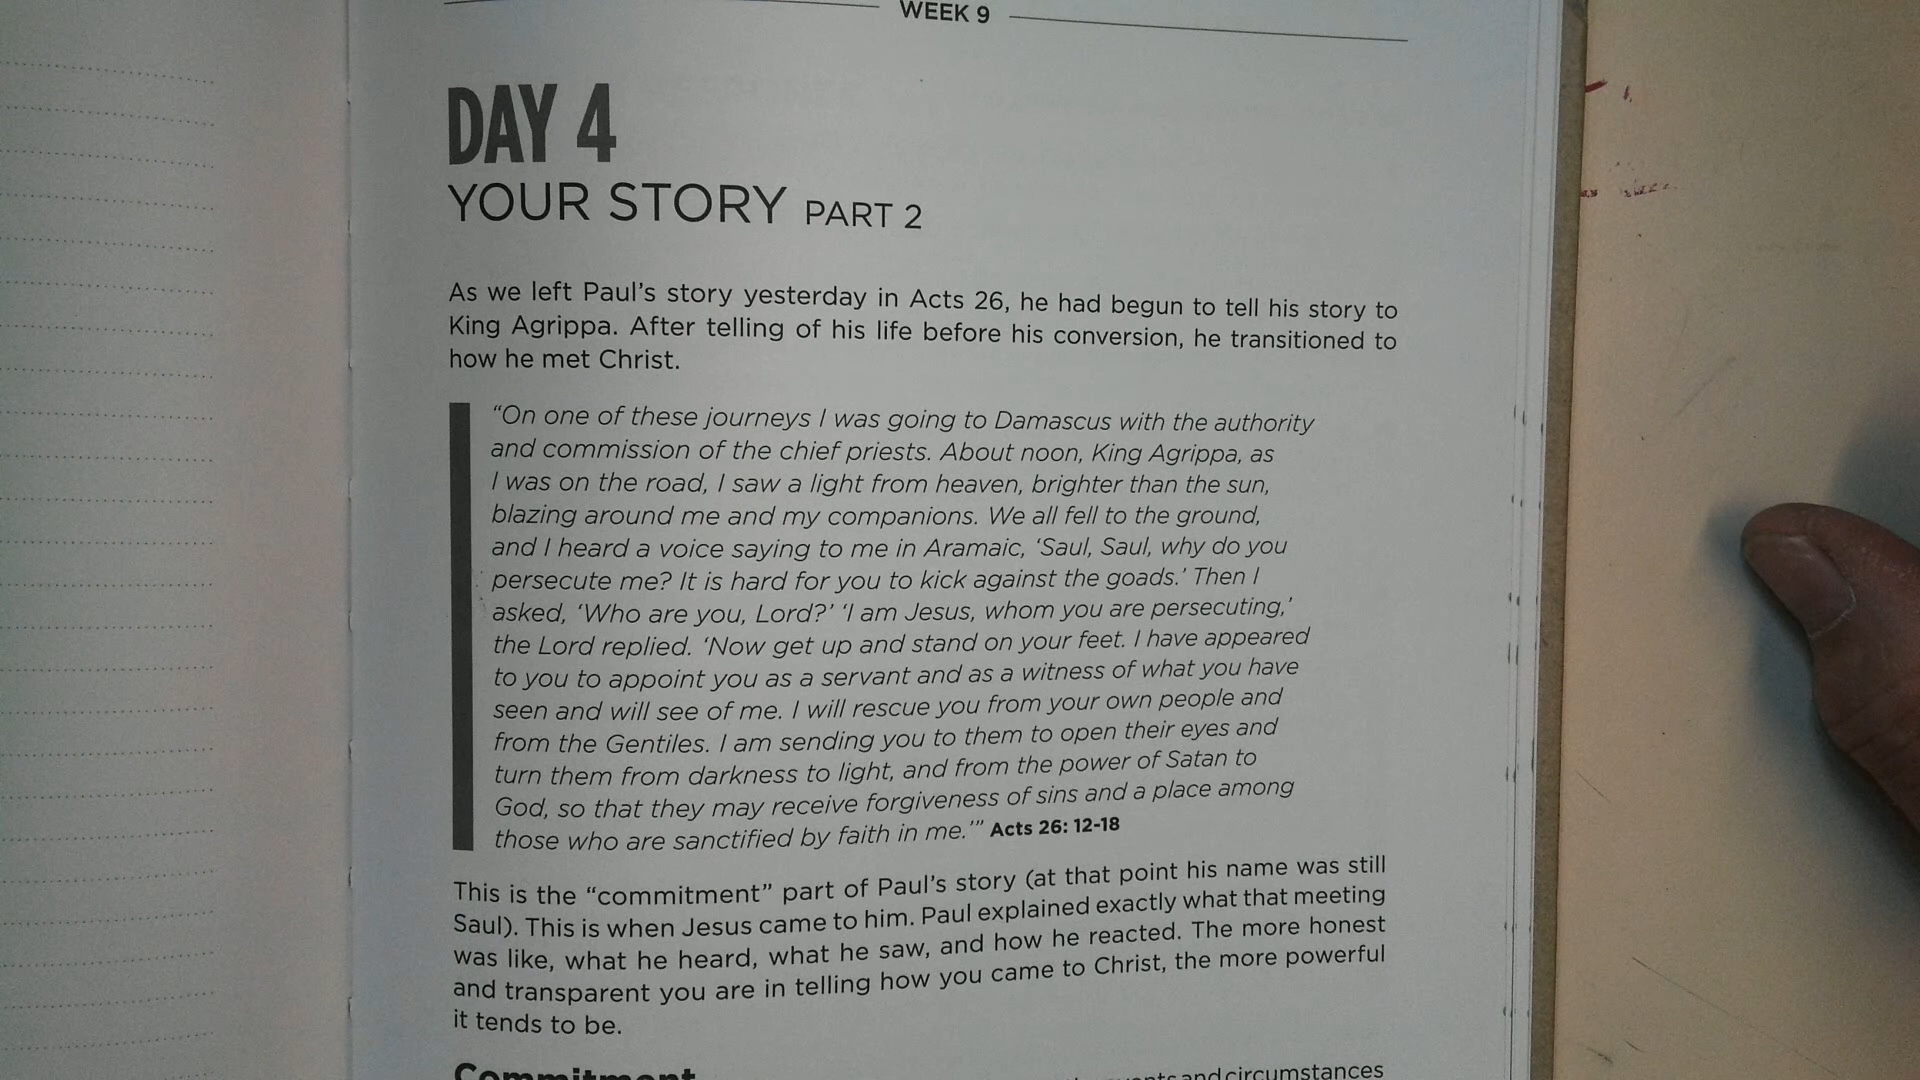 WEEK 9
DAY 4
YOUR STORY PART 2
As we left Paul's story yesterday in Acts 26, he had begun to tell his story to
King Agrippa. After telling of his life before his conversion, he transitioned to
how he met Christ.
“On one of these journeys I was going to Damascus with the authority
and commission of the chief priests. About noon, King Agrippa, as
I was on the road, I saw a light from heaven, brighter than the sun,
blazing around me and my companions. We all fell to the ground,
and I heard a voice saying to me in Aramaic, ‘Saul, Saul, why do you
persecute me? It is hard for you to kick against the goads.’ Then I
asked, ‘Who are you, Lord?’ ‘I am Jesus, whom you are persecuting,’
the Lord replied. ‘Now get up and stand on your feet. I have appeared
to you to appoint you as a servant and as a witness of what you have
seen and will see of me. I will rescue you from your own people and
from the Gentiles. I am sending you to them to open their eyes and
turn them from darkness to light, and from the power of Satan to
God, so that they may receive forgiveness of sins and a place among
those who are sanctified by faith in me.’” Acts 26: 12-18
This is the “commitment” part of Paul's story (at that point his name was still
Saul). This is when Jesus came to him. Paul explained exactly what that meeting
was like, what he heard, what he saw, and how he reacted. The more honest
and transparent you are in telling how you came to Christ, the more powerful
it tends to be.
Commitment
and circumstances